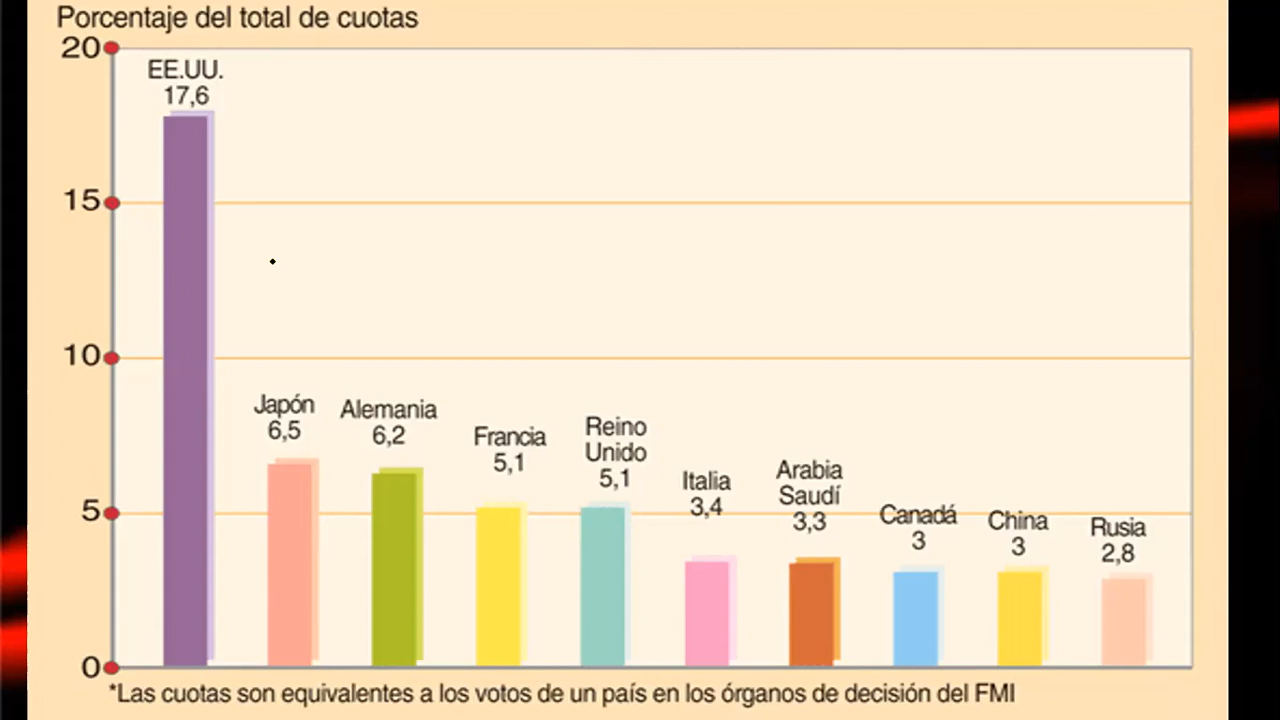 Porcentaje del total de cuotas
20
EE.UU.
17,6
15
10
Japón
6,5
Alemania
6,2
Francia
5,1
Reino
Unido
5,1
Italia
3,4
Arabia
Saudí
3,3
Canadá
3
China
3
Rusia
2,8
5
0
*Las cuotas son equivalentes a los votos de un país en los órganos de decisión del FMI